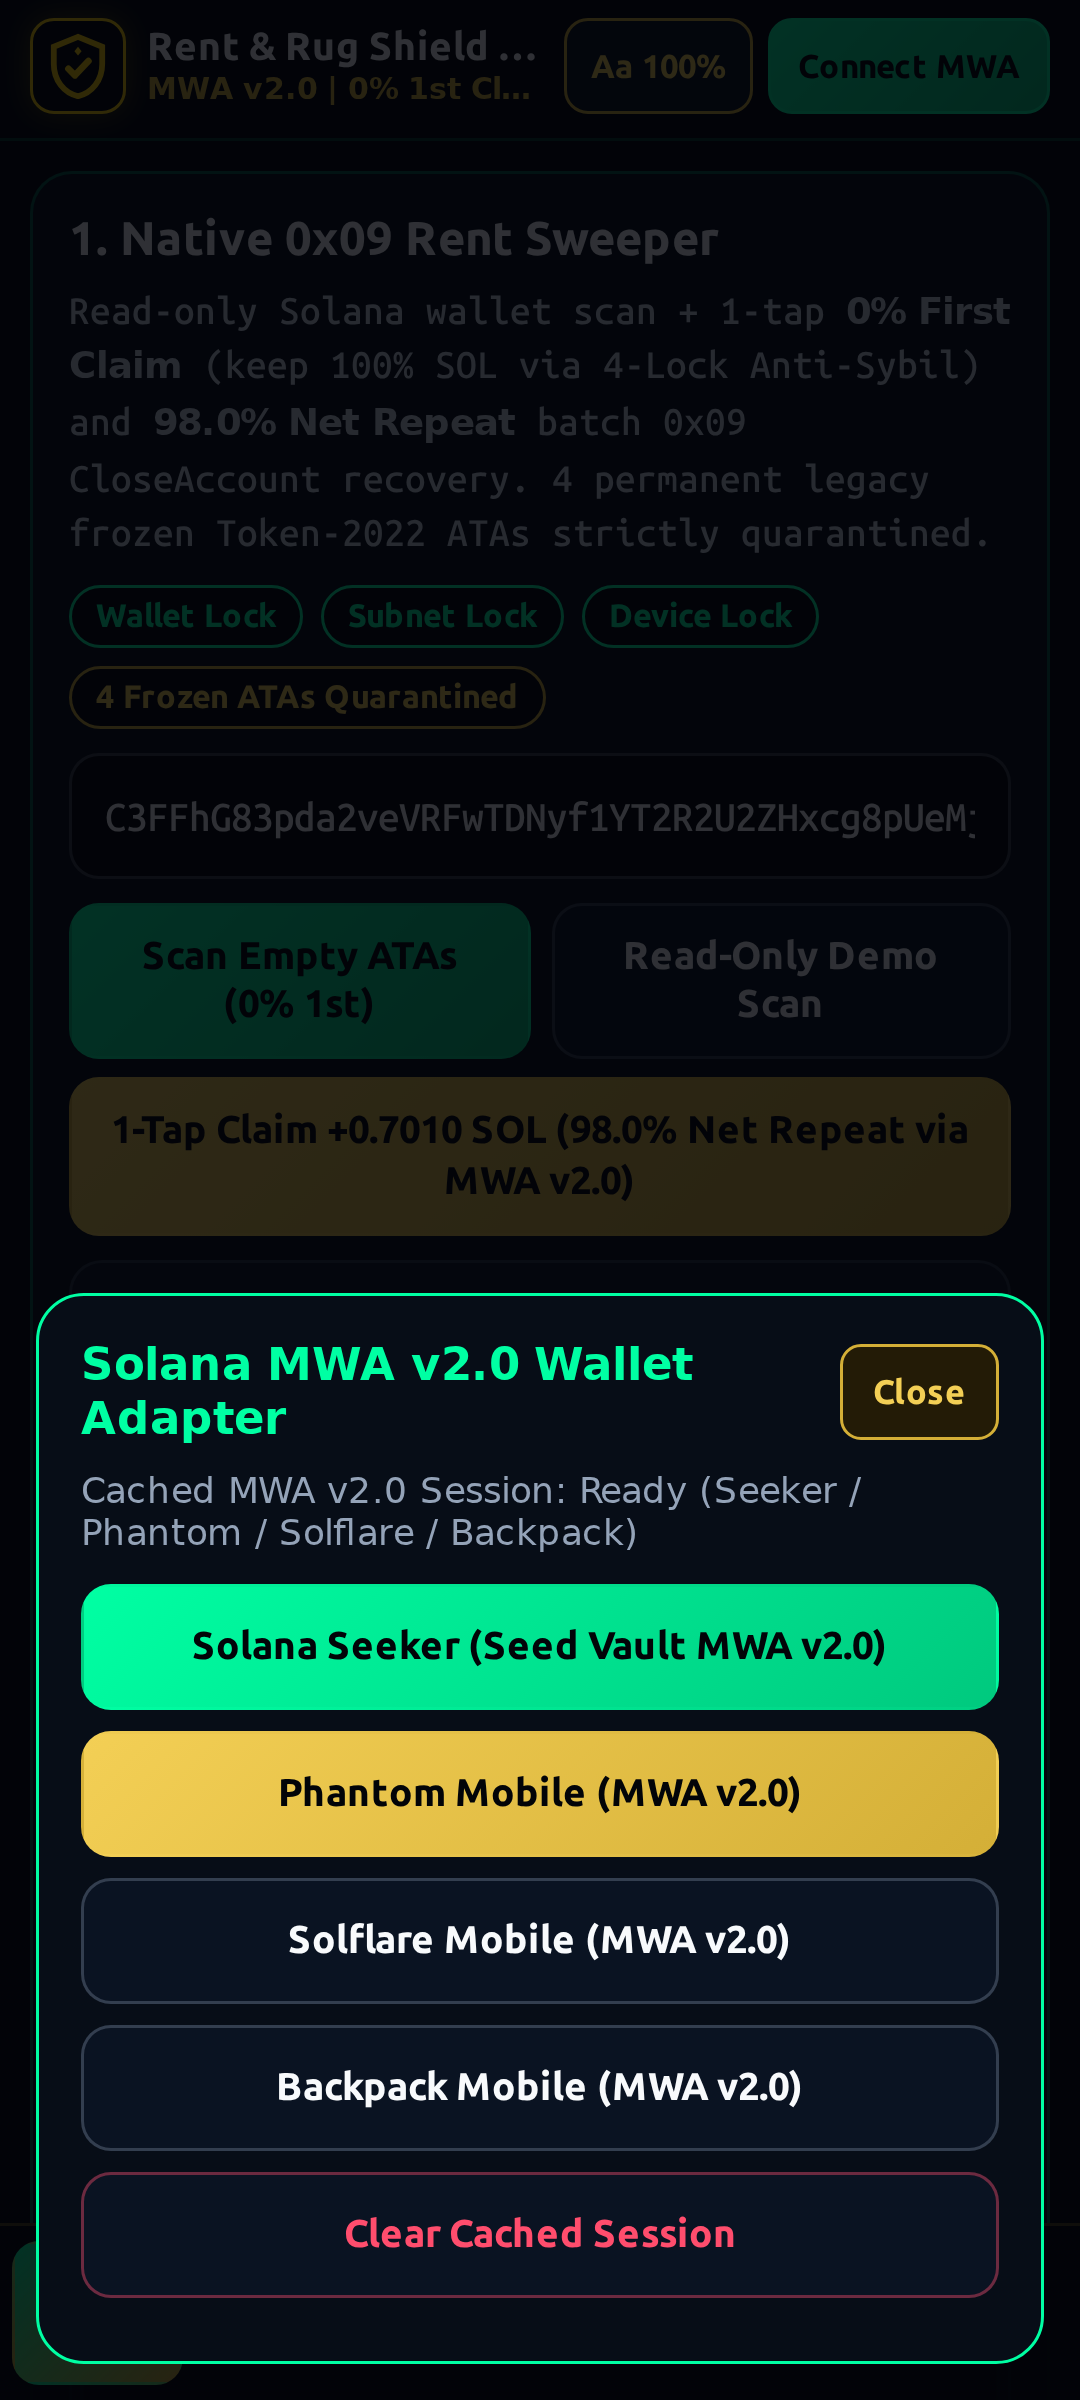 Rent & Rug Shield ...
MWA v2.0 | 0% 1st Cl...
Aa 100%
Connect MWA
1. Native 0x09 Rent Sweeper
Read-only Solana wallet scan + 1-tap 0% First
Claim (keep 100% SOL via 4-Lock Anti-Sybil)
and 98.0% Net Repeat batch 0x09
CloseAccount recovery. 4 permanent legacy
frozen Token-2022 ATAs strictly quarantined.
Wallet Lock
Subnet Lock
Device Lock
4 Frozen ATAs Quarantined
C3FFhG83pda2veVRFwTDNyf1YT2R2U2ZHxcg8pUeM
Scan Empty ATAs
(0% 1st)
Read-Only Demo
Scan
1-Tap Claim +0.7010 SOL (98.0% Net Repeat via
MWA v2.0)
Solana MWA v2.0 Wallet
Adapter
Close
Cached MWA v2.0 Session: Ready (Seeker /
Phantom / Solflare / Backpack)
Solana Seeker (Seed Vault MWA v2.0)
Phantom Mobile (MWA v2.0)
Solflare Mobile (MWA v2.0)
Backpack Mobile (MWA v2.0)
Clear Cached Session